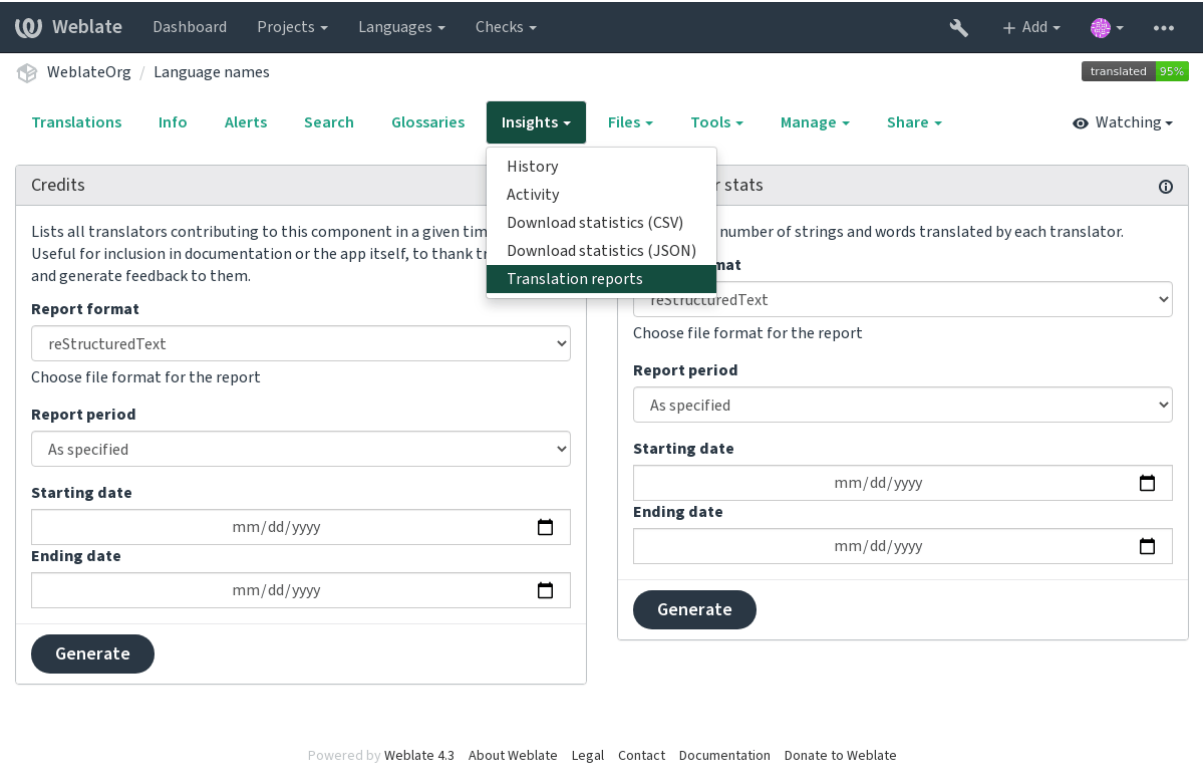 Weblate Dashboard Projects Languages Checks + Add
WeblateOrg / Language names
translated 95%
Translations Info Alerts Search Glossaries Insights Files Tools Manage Share Watching
History
Activity
Download statistics (CSV)
Download statistics (JSON)
Translation reports
Credits
Lists all translators contributing to this component in a given
Useful for inclusion in documentation or the app itself, to thank
and generate feedback to them.
Report format
reStructuredText
Choose file format for the report
Report period
As specified
Starting date
mm/dd/yyyy
Ending date
mm/dd/yyyy
Generate
stats
number of strings and words translated by each translator.
reStructuredText
Choose file format for the report
Report period
As specified
Starting date
mm/dd/yyyy
Ending date
mm/dd/yyyy
Generate
Powered by Weblate 4.3 About Weblate Legal Contact Documentation Donate to Weblate